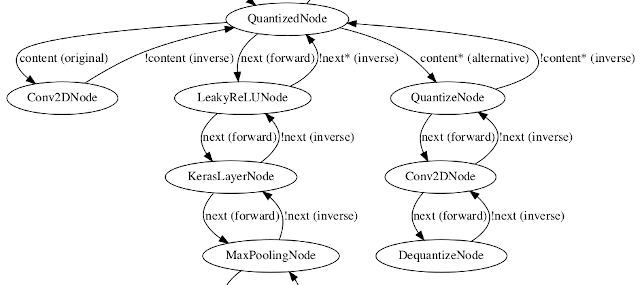 QuantizedNode
content (original)
!content (inverse)
next (forward)
!next* (inverse)
content* (alternative)
!content* (inverse)
Conv2DNode
LeakyReLUNode
QuantizeNode
next (forward)
!next (inverse)
next (forward)
!next (inverse)
KerasLayerNode
Conv2DNode
next (forward)
!next (inverse)
next (forward)
!next (inverse)
MaxPoolingNode
DequantizeNode